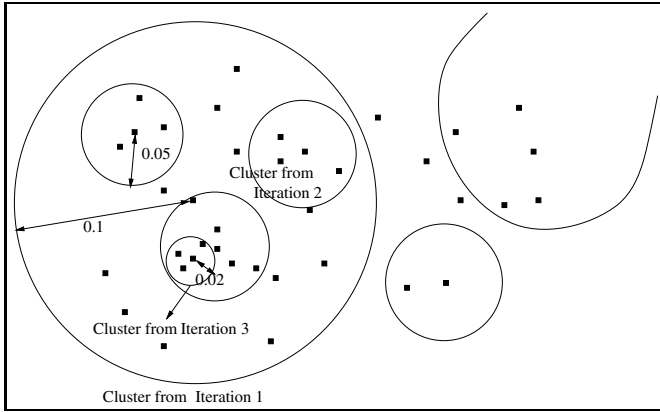 0.05
Cluster from
Iteration 2
0.1
0.02
Cluster from Iteration 3
Cluster from Iteration 1